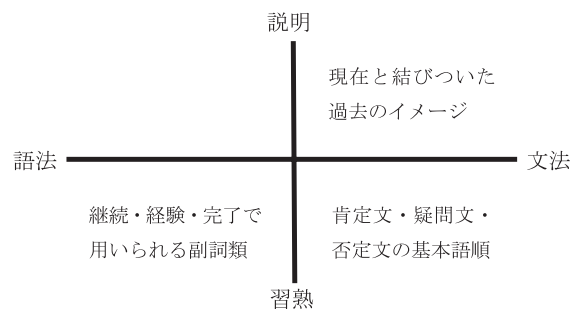 説明
現在と結びついた
過去のイメージ
語法
文法
継続・経験・完了で
用いられる副詞類
肯定文・疑問文・
否定文の基本語順
習熟